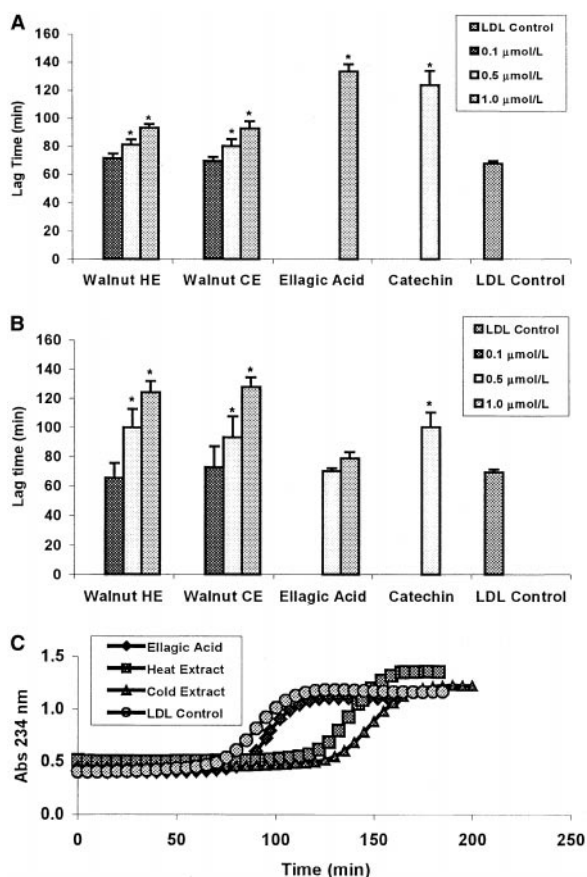 A
160
140
120
100
80
60
40
20
0
Lag Time (min)
* * * * * *
LDL Control
0.1 μmol/L
0.5 μmol/L
1.0 μmol/L
Walnut HE Walnut CE Ellagic Acid Catechin LDL Control
B
160
140
120
100
80
60
40
20
0
Lag time (min)
* * * * *
LDL Control
0.1 μmol/L
0.5 μmol/L
1.0 μmol/L
Walnut HE Walnut CE Ellagic Acid Catechin LDL Control
C
1.5
1.0
0.5
0.0
Abs 234 nm
Ellagic Acid
Heat Extract
Cold Extract
LDL Control
0 50 100 150 200 250
Time (min)